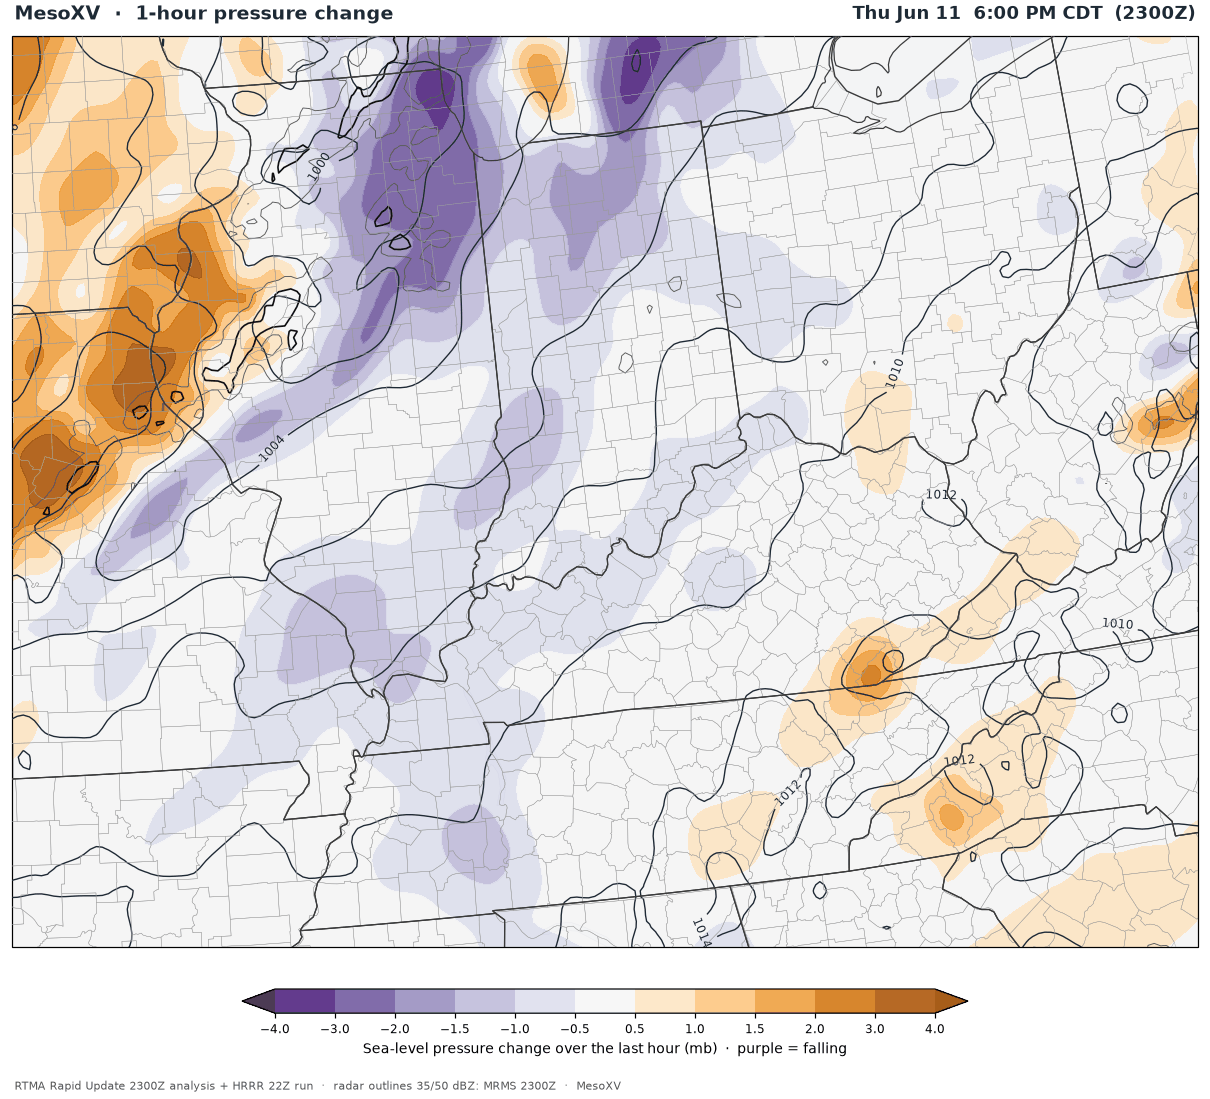 MesoXV · 1-hour pressure change
Thu Jun 11 6:00 PM CDT (2300Z)
1000
1004
1010
1012
1010
1012
1012
1014
−4.0 −3.0 −2.0 −1.5 −1.0 −0.5 0.5 1.0 1.5 2.0 3.0 4.0
Sea-level pressure change over the last hour (mb) · purple = falling
RTMA Rapid Update 2300Z analysis + HRRR 22Z run · radar outlines 35/50 dBZ: MRMS 2300Z · MesoXV